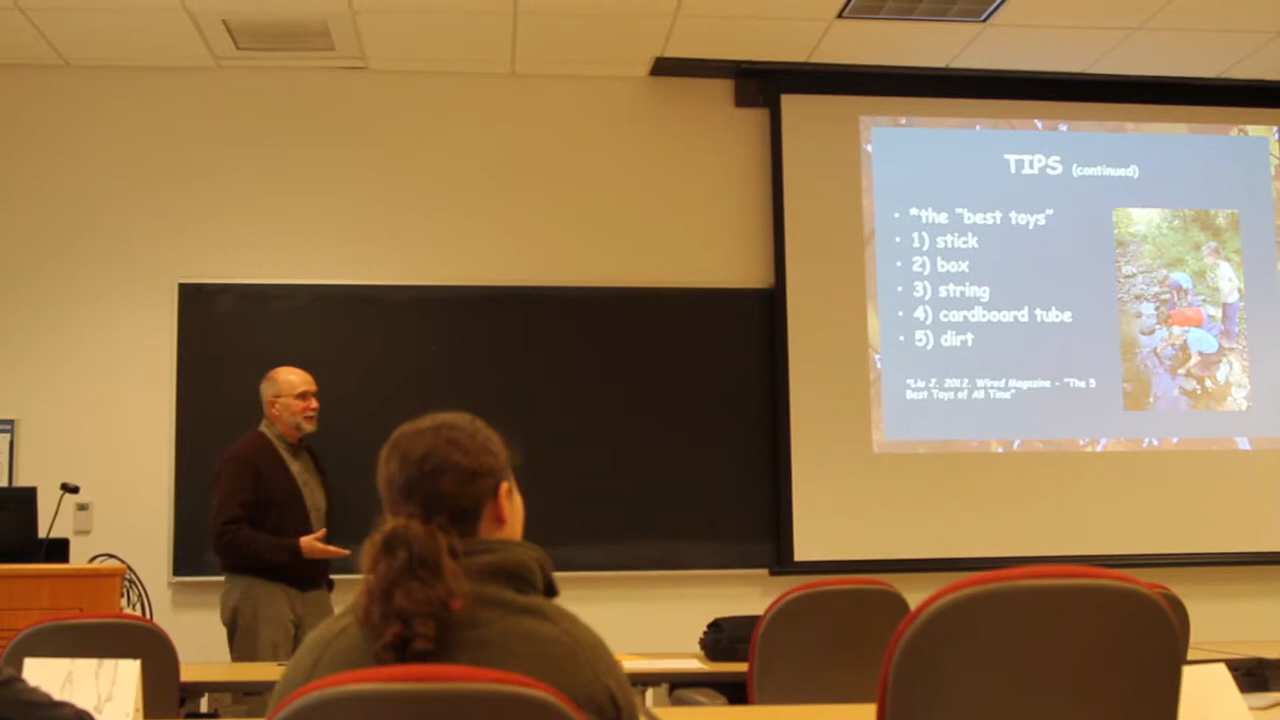 TIPS (continued)
• *the "best toys"
• 1) stick
• 2) box
• 3) string
• 4) cardboard tube
• 5) dirt
*Liu J. 2012. Wired Magazine - "The 5
Best Toys of All Time"